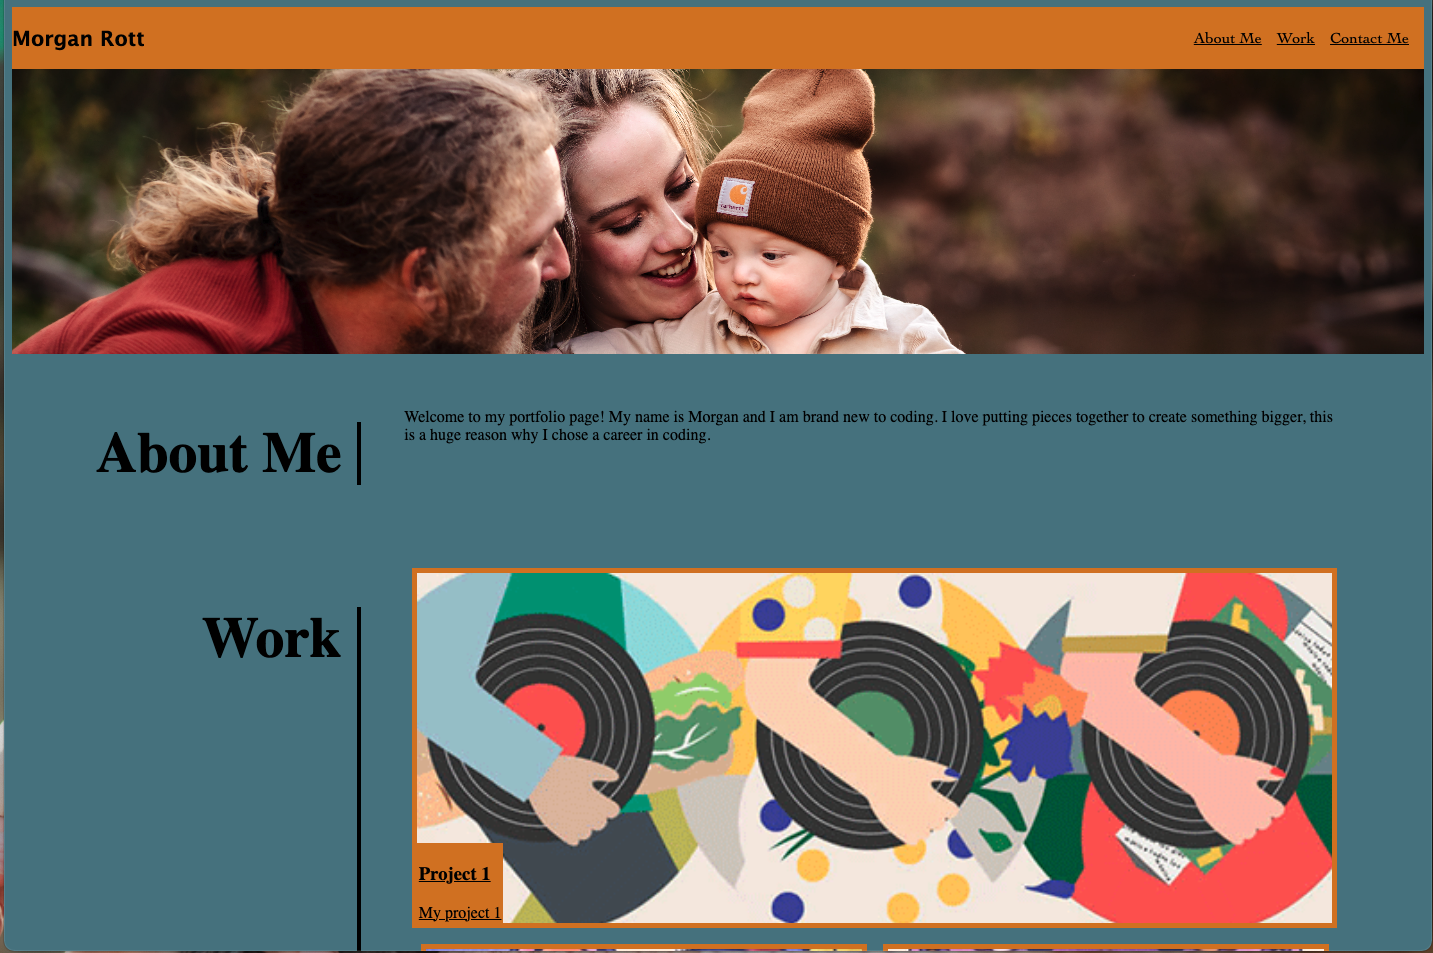 Morgan Rott
About Me Work Contact Me
carhartt
About Me
Welcome to my portfolio page! My name is Morgan and I am brand new to coding. I love putting pieces together to create something bigger, this
is a huge reason why I chose a career in coding.
Work
Project 1
My project 1